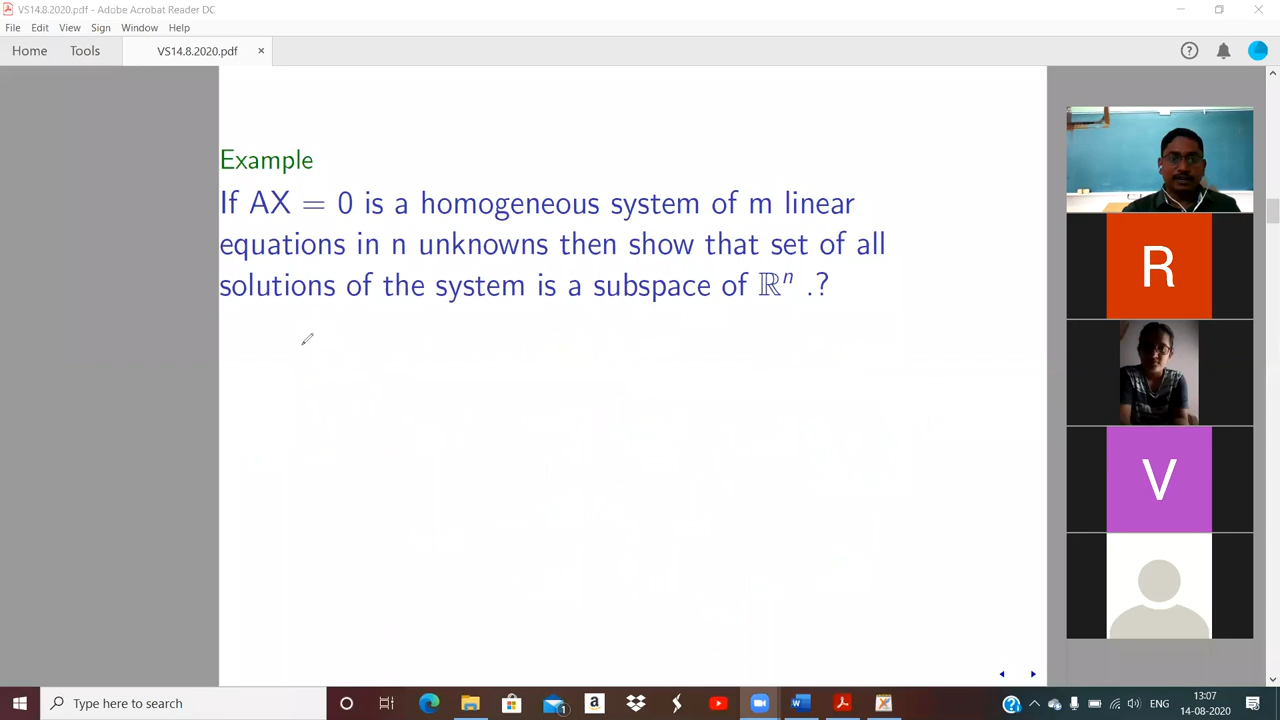 VS14.8.2020.pdf - Adobe Acrobat Reader DC
File Edit View Sign Window Help
Home Tools VS14.8.2020.pdf ×
Example
If AX = 0 is a homogeneous system of m linear
equations in n unknowns then show that set of all
solutions of the system is a subspace of ℝⁿ .?
R
V
Type here to search
1
a
ENG
13:07
14-08-2020